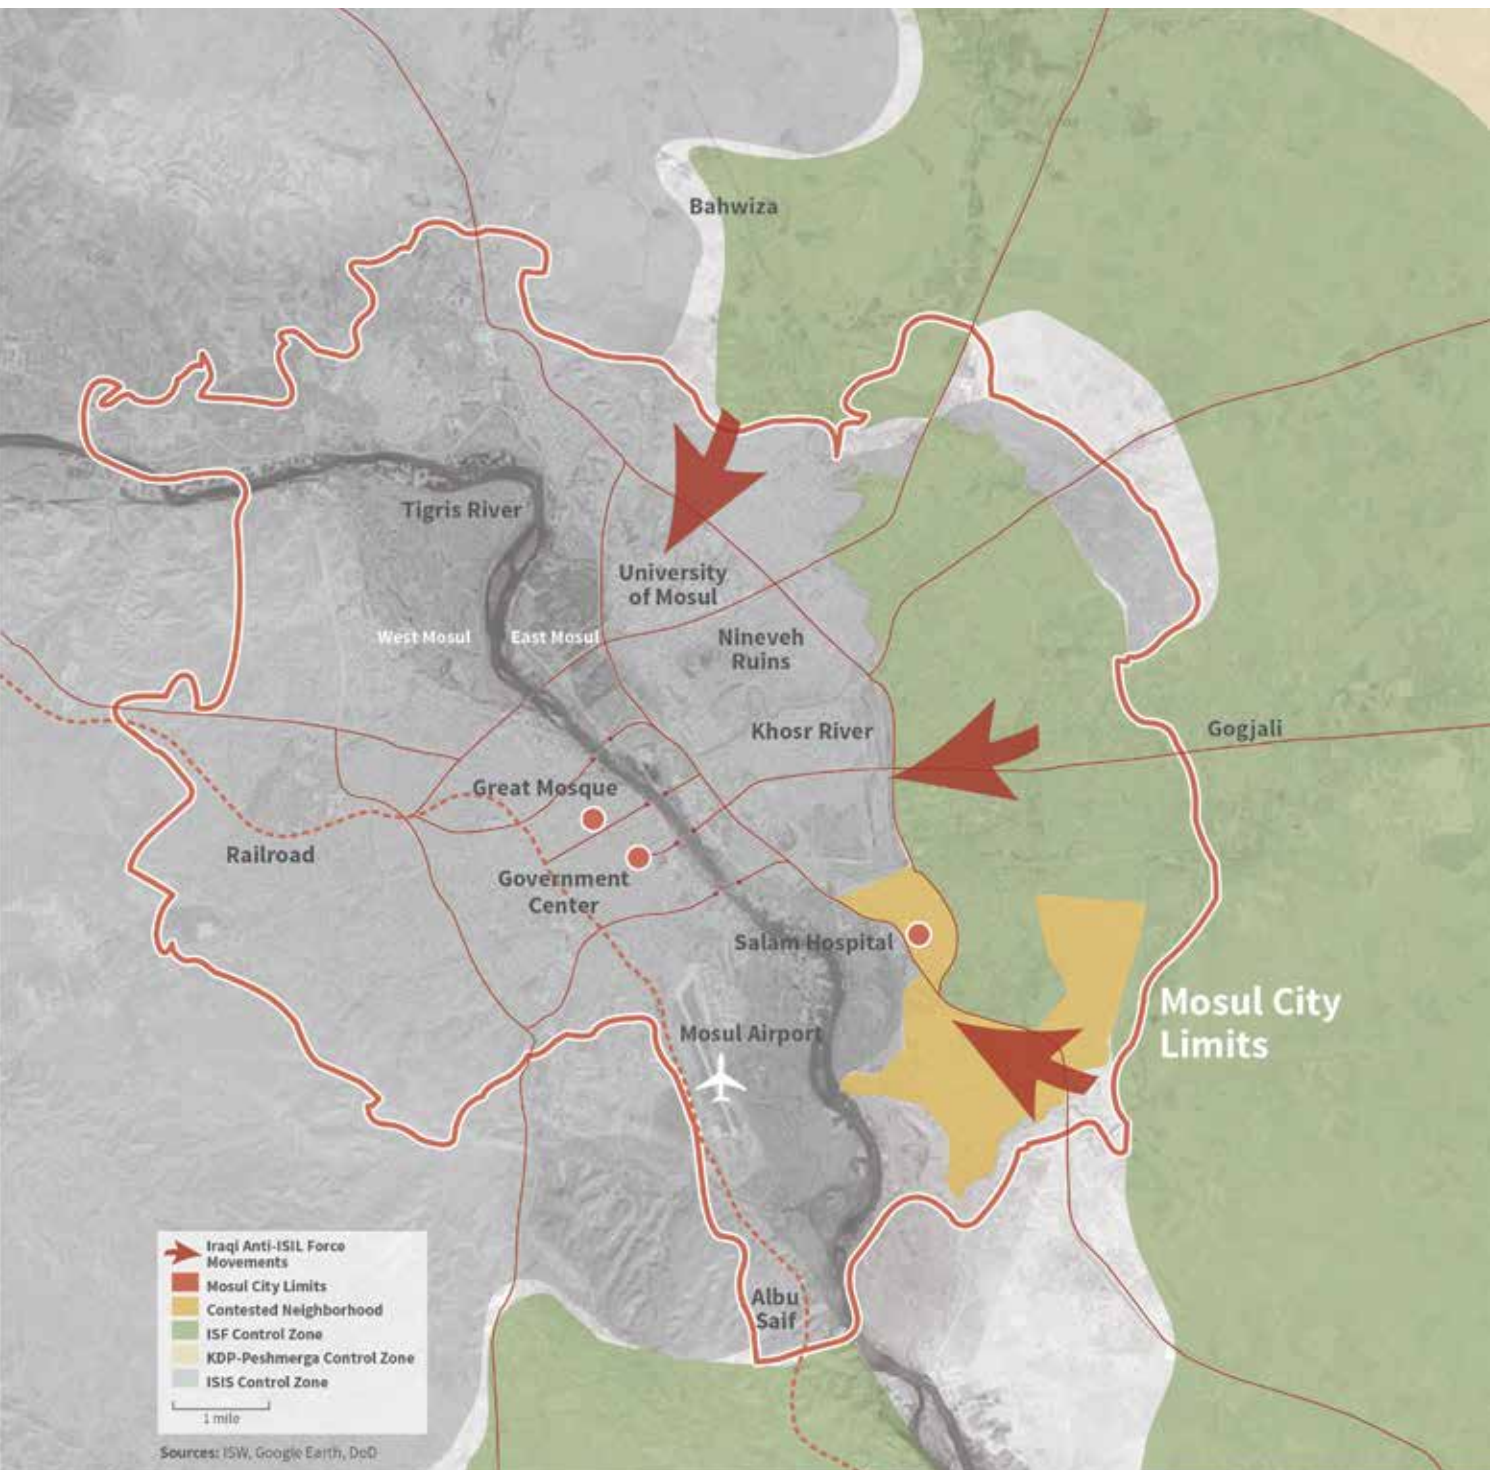 Bahwiza
Tigris River
University
of Mosul
West Mosul
East Mosul
Nineveh
Ruins
Khosr River
Gogjali
Great Mosque
Railroad
Government
Center
Salam Hospital
Mosul City
Limits
Mosul Airport
Albu
Saif
Iraqi Anti-ISIL Force
Movements
Mosul City Limits
Contested Neighborhood
ISF Control Zone
KDP-Peshmerga Control Zone
ISIS Control Zone
1 mile
Sources: ISW, Google Earth, DoD